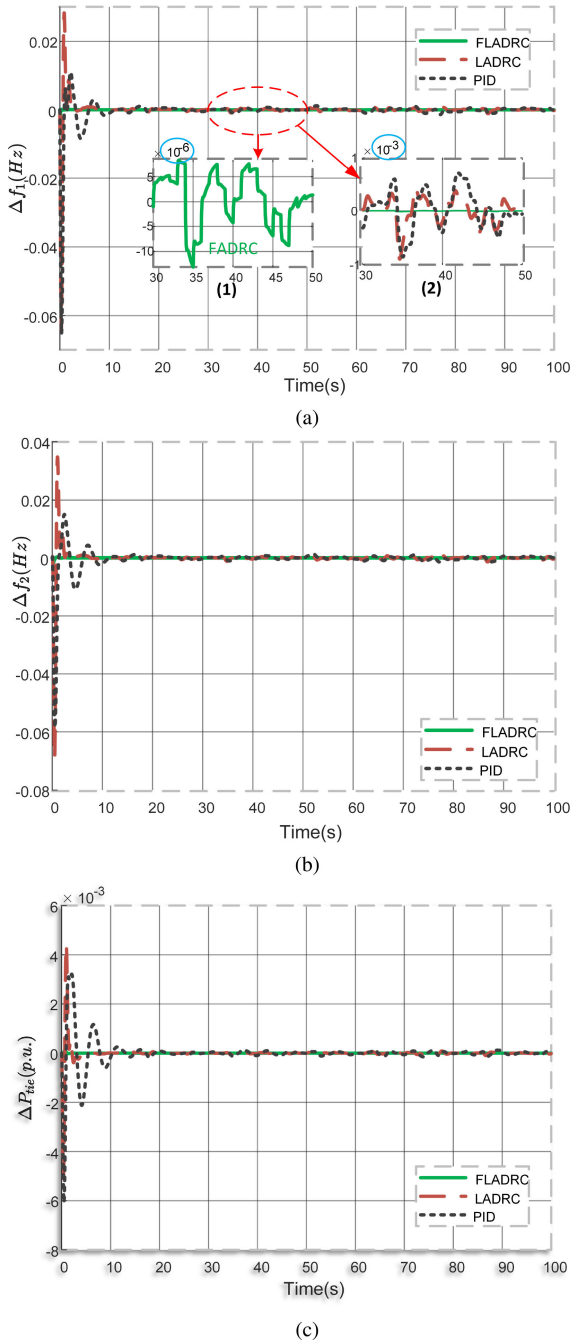 0.02
0
-0.02
-0.04
-0.06
Δf1(Hz)
FLADRC
LADRC
PID
× 10-6
5
0
-5
-10
FADRC
30 35 40 45 50
(1)
× 10-3
1
0
-1
30 40 50
(2)
0 10 20 30 40 50 60 70 80 90 100
Time(s)
(a)
0.04
0.02
0
-0.02
-0.04
-0.06
-0.08
Δf2(Hz)
FLADRC
LADRC
PID
0 10 20 30 40 50 60 70 80 90 100
Time(s)
(b)
× 10-3
6
4
2
0
-2
-4
-6
-8
ΔPtie(p.u.)
FLADRC
LADRC
PID
0 10 20 30 40 50 60 70 80 90 100
Time(s)
(c)